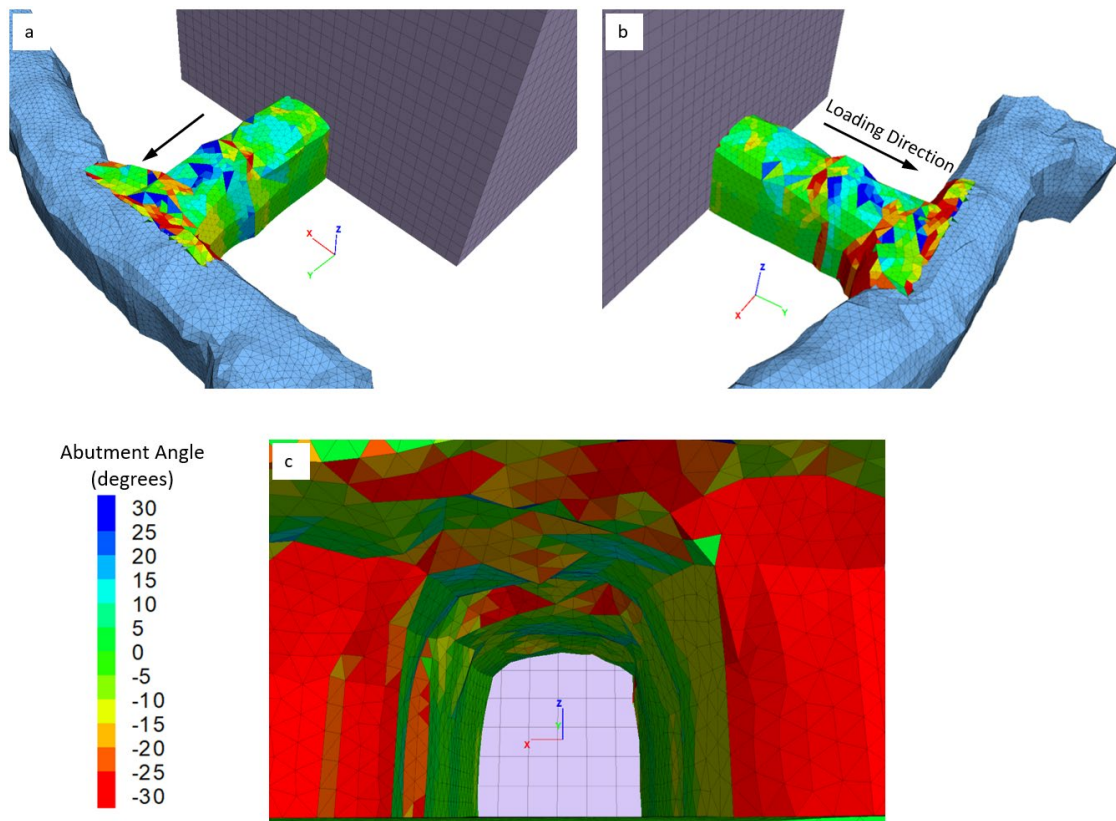 a
X
Y
Z
b
Loading Direction
Z
X
Y
Abutment Angle
(degrees)
30
25
20
15
10
5
0
-5
-10
-15
-20
-25
-30
c
Z
Y
X